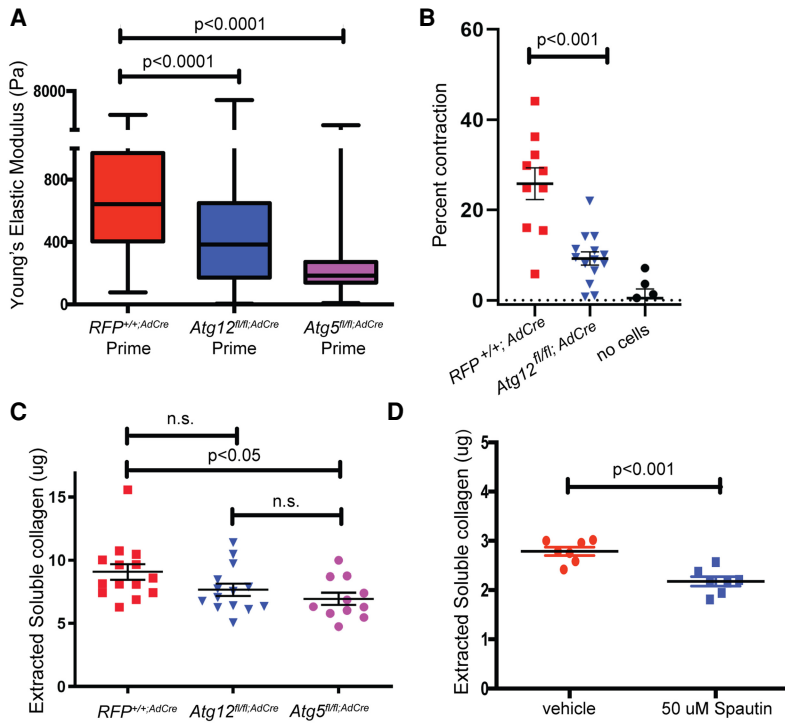 A
p<0.0001
p<0.0001
Young's Elastic Modulus (Pa)
8000
800
400
0
RFP+/+;AdCre
Prime
Atg12fl/fl;AdCre
Prime
Atg5fl/fl;AdCre
Prime
B
p<0.001
Percent contraction
60
40
20
0
RFP+/+; AdCre
Atg12fl/fl; AdCre
no cells
C
n.s.
p<0.05
n.s.
Extracted Soluble collagen (ug)
15
10
5
0
RFP+/+;AdCre
Atg12fl/fl;AdCre
Atg5fl/fl;AdCre
D
p<0.001
Extracted Soluble collagen (ug)
5
4
3
2
1
0
vehicle
50 uM Spautin